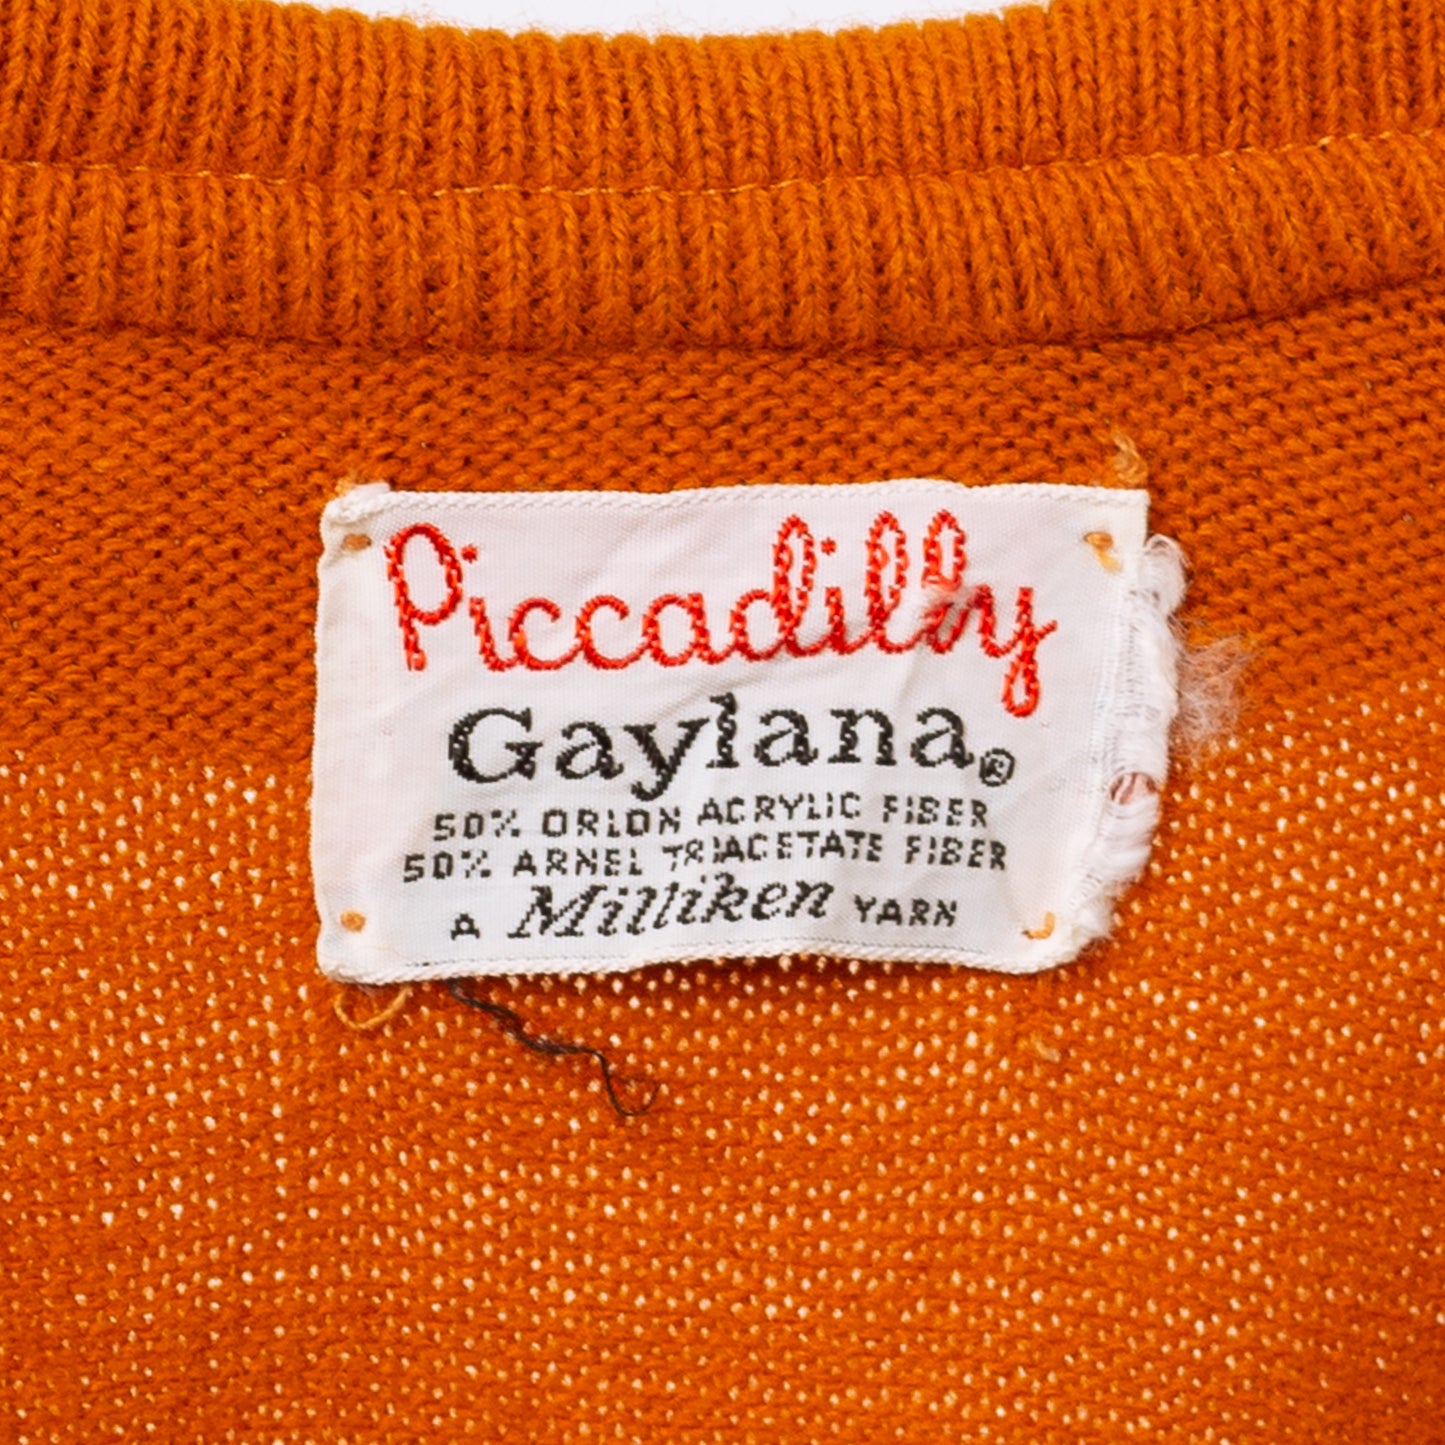 Piccadilly
Gaylana®
50% ORLON ACRYLIC FIBER
50% ARNEL TRIACETATE FIBER
A Milliken YARN